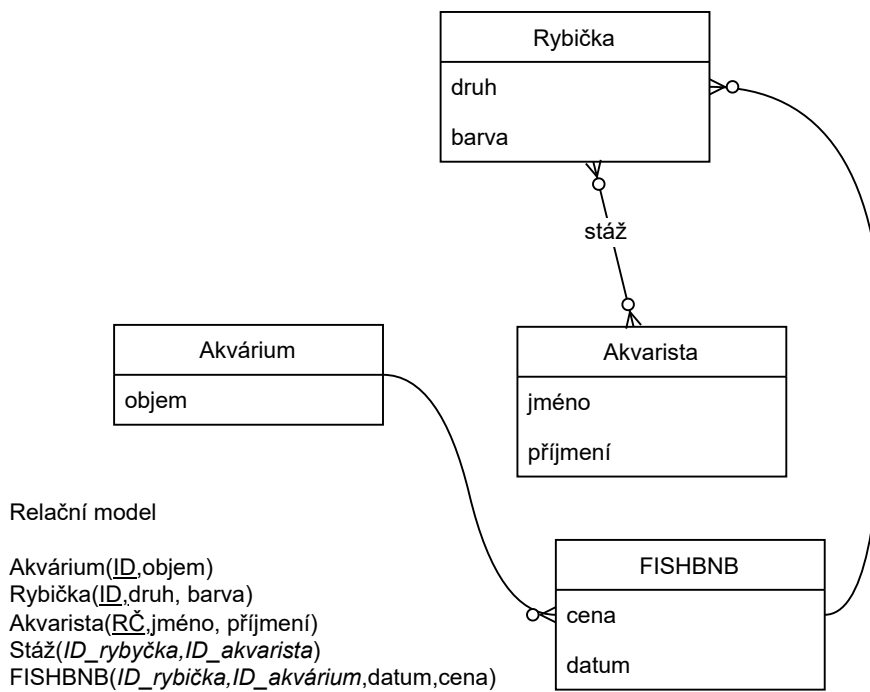 Rybička
druh
barva
stáž
Akvárium
objem
Akvarista
jméno
příjmení
FISHBNB
cena
datum
Relační model
Akvárium(ID,objem)
Rybička(ID,druh, barva)
Akvarista(RČ,jméno, příjmení)
Stáž(ID_rybyčka,ID_akvarista)
FISHBNB(ID_rybička,ID_akvárium,datum,cena)